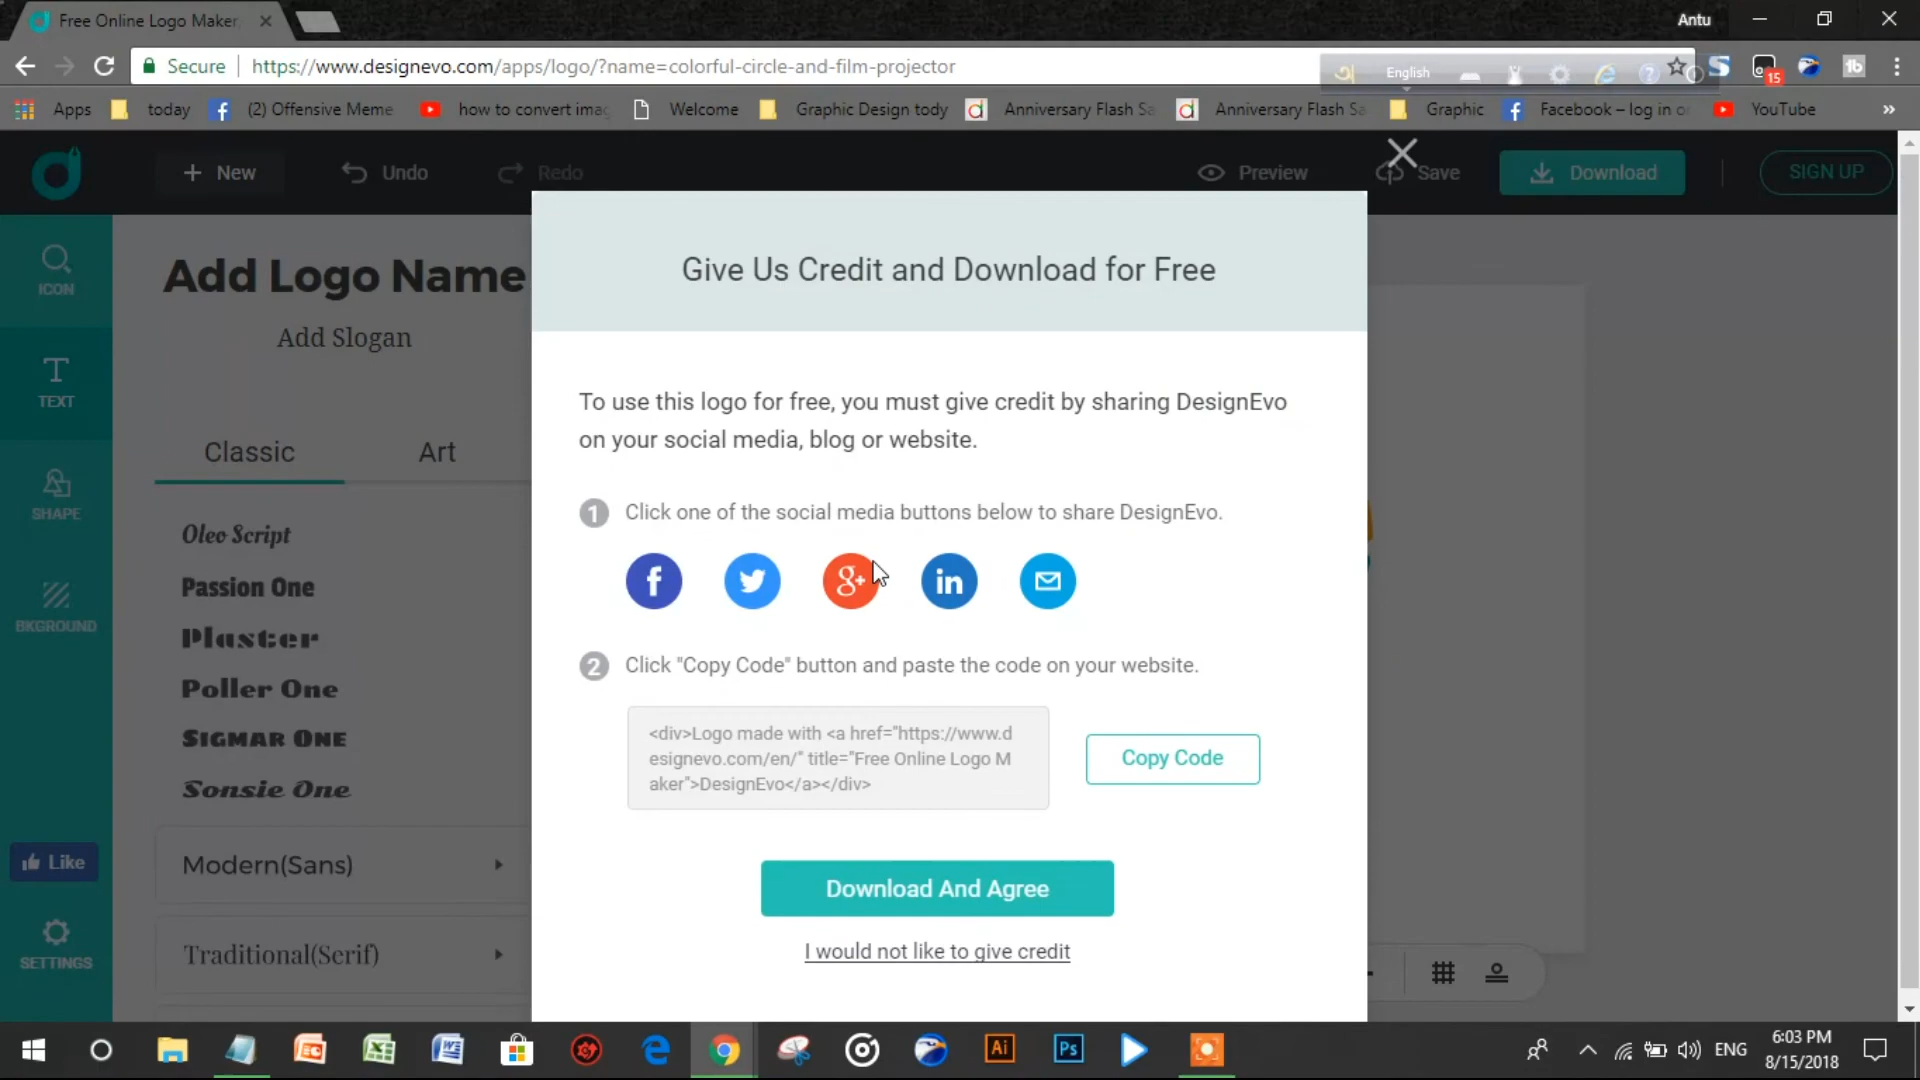 Free Online Logo Maker
Antu
Secure
https://www.designevo.com/apps/logo/?name=colorful-circle-and-film-projector
English
15
Apps
today
(2) Offensive Meme
how to convert imag
Welcome
Graphic Design tody
Anniversary Flash Sa
Anniversary Flash Sa
Graphic
Facebook – log in o
YouTube
»
+ New
Undo
Redo
Preview
Save
Download
SIGN UP
ICON
TEXT
SHAPE
BKGROUND
Like
SETTINGS
Add Logo Name
Add Slogan
Classic
Art
Oleo Script
Passion One
Plaster
Poller One
Sigmar One
Sonsie One
Modern(Sans)
Traditional(Serif)
Give Us Credit and Download for Free
To use this logo for free, you must give credit by sharing DesignEvo
on your social media, blog or website.
1 Click one of the social media buttons below to share DesignEvo.
2 Click "Copy Code" button and paste the code on your website.
<div>Logo made with <a href="https://www.d
esignevo.com/en/" title="Free Online Logo M
aker">DesignEvo</a></div>
Copy Code
Download And Agree
I would not like to give credit
Ai
Ps
ENG
6:03 PM
8/15/2018